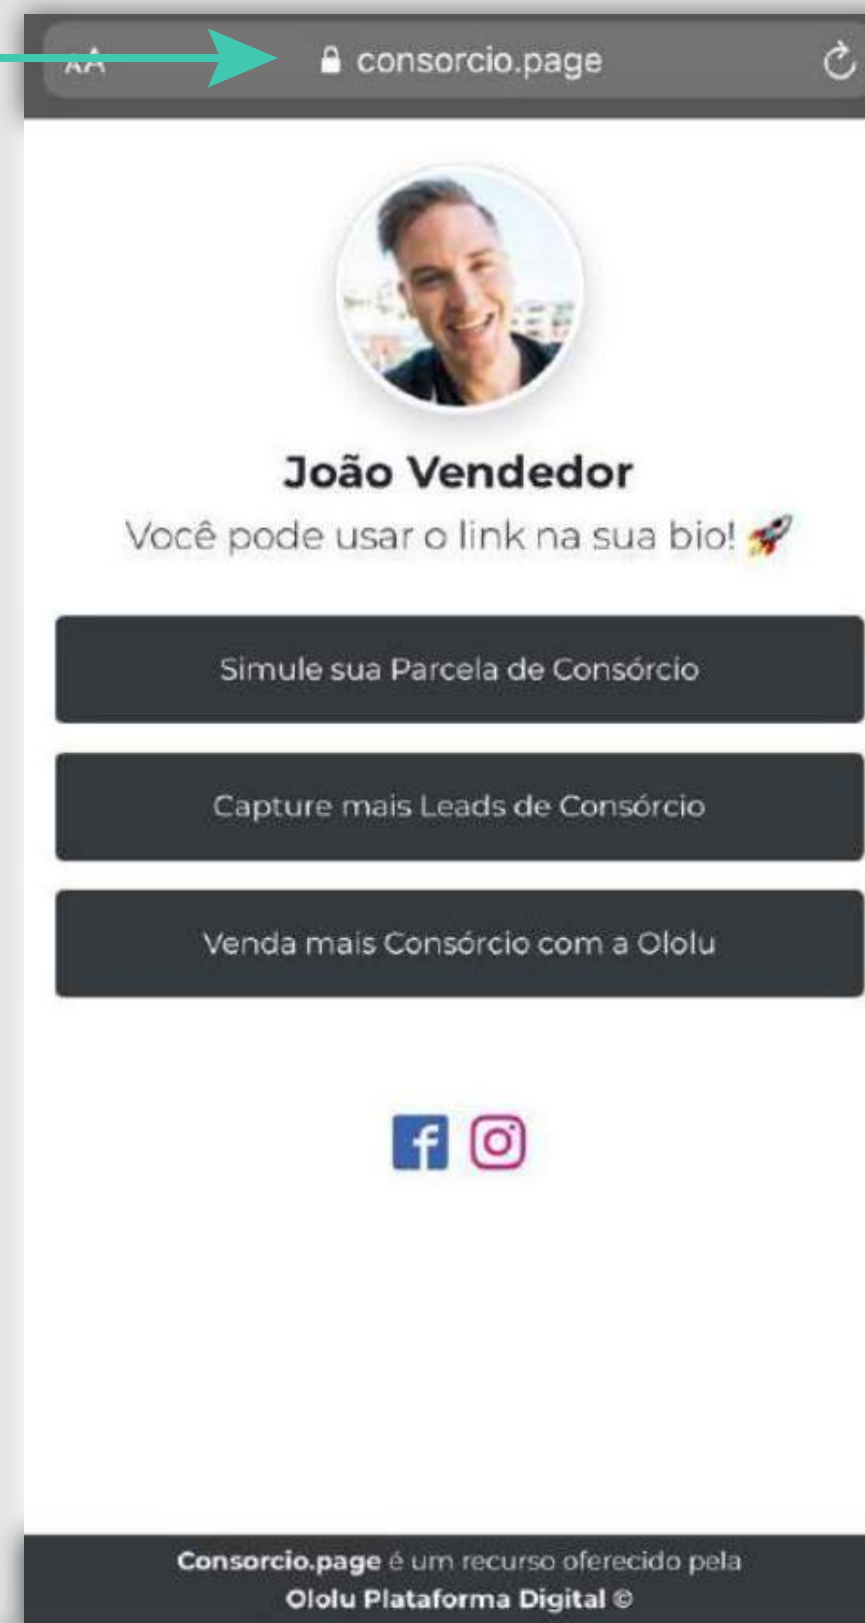 AA
consorcio.page
João Vendedor
Você pode usar o link na sua bio! 🚀
Simule sua Parcela de Consórcio
Capture mais Leads de Consórcio
Venda mais Consórcio com a Ololu
Consorcio.page é um recurso oferecido pela
Ololu Plataforma Digital ©